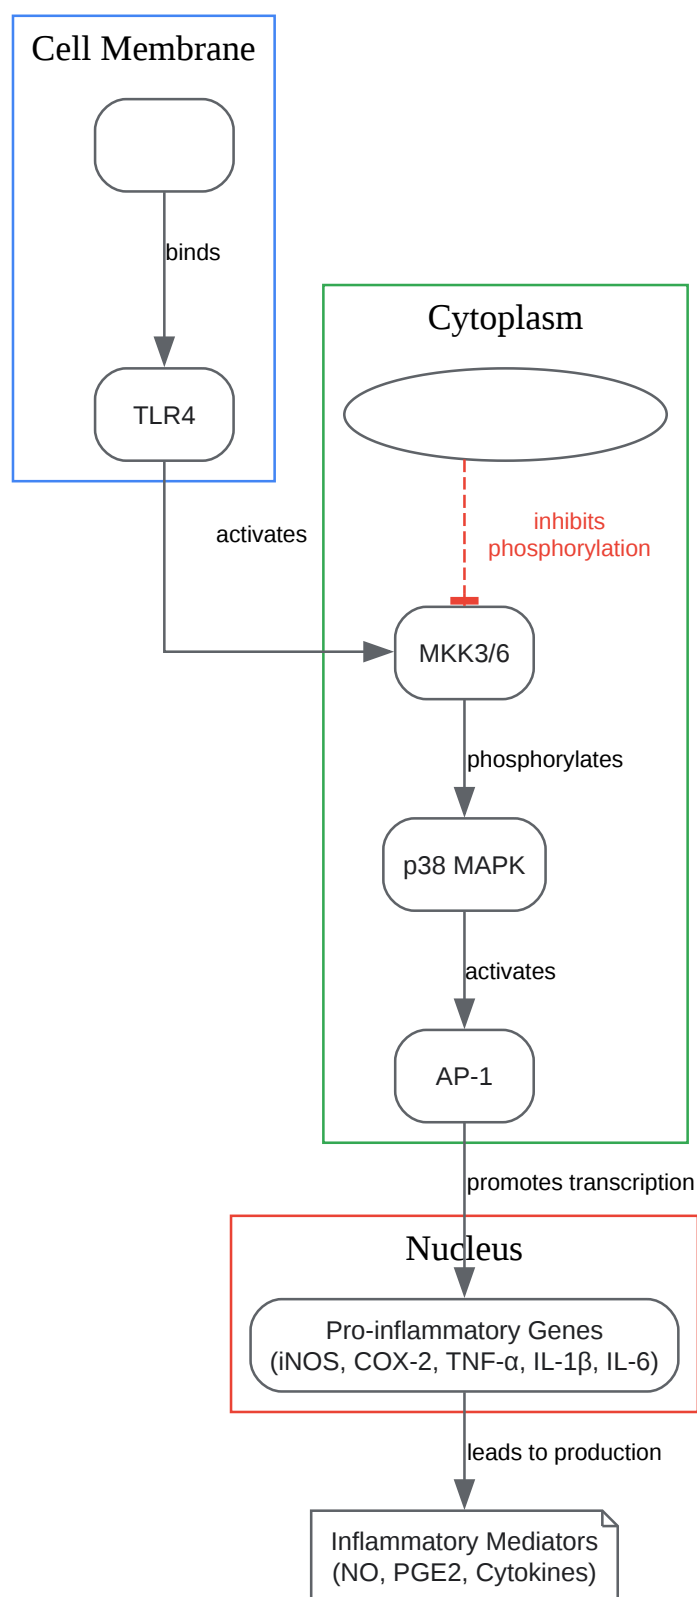 Cell Membrane
binds
TLR4
activates
Cytoplasm
inhibits
phosphorylation
MKK3/6
phosphorylates
p38 MAPK
activates
AP-1
promotes transcription
Nucleus
Pro-inflammatory Genes
(iNOS, COX-2, TNF-α, IL-1β, IL-6)
leads to production
Inflammatory Mediators
(NO, PGE2, Cytokines)